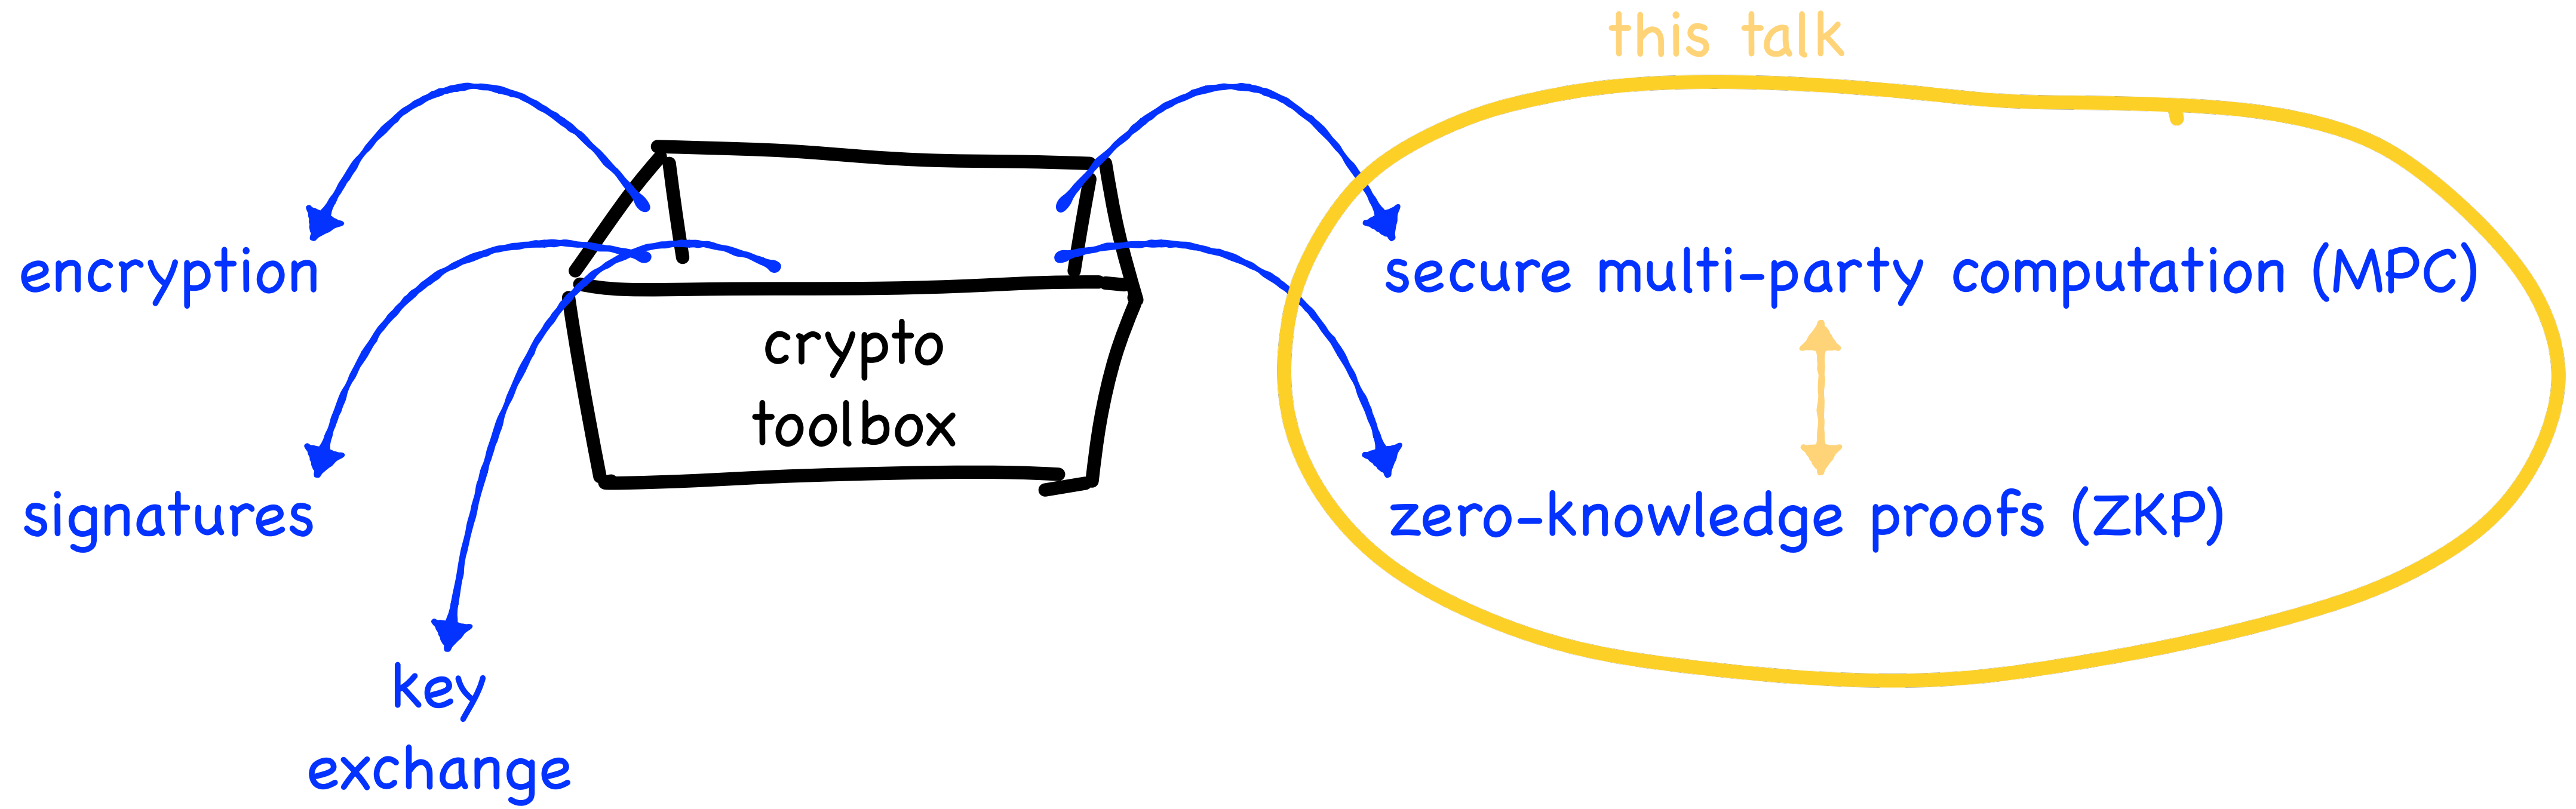 this talk
encryption
secure multi-party computation (MPC)
crypto
toolbox
signatures
zero-knowledge proofs (ZKP)
key
exchange